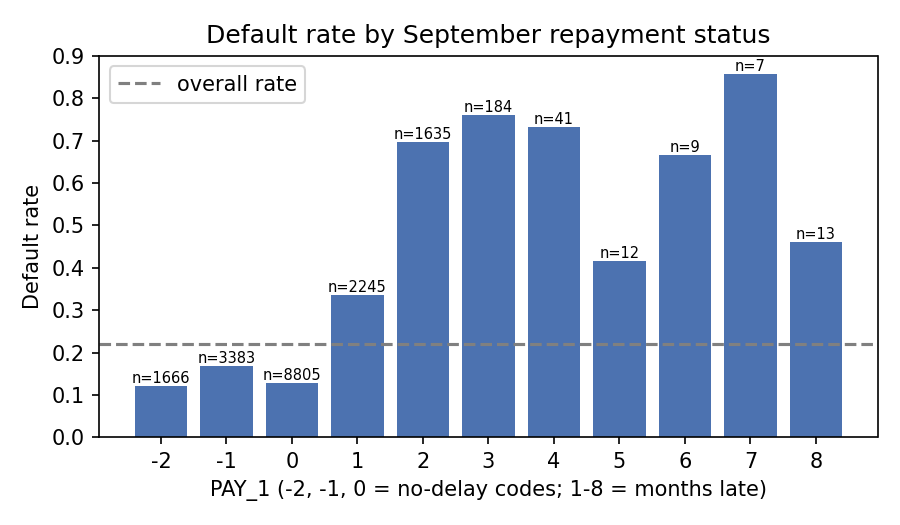 Default rate by September repayment status
overall rate
Default rate
0.9
0.8
0.7
0.6
0.5
0.4
0.3
0.2
0.1
0.0
n=1666
n=3383
n=8805
n=2245
n=1635
n=184
n=41
n=12
n=9
n=7
n=13
-2 -1 0 1 2 3 4 5 6 7 8
PAY_1 (-2, -1, 0 = no-delay codes; 1-8 = months late)